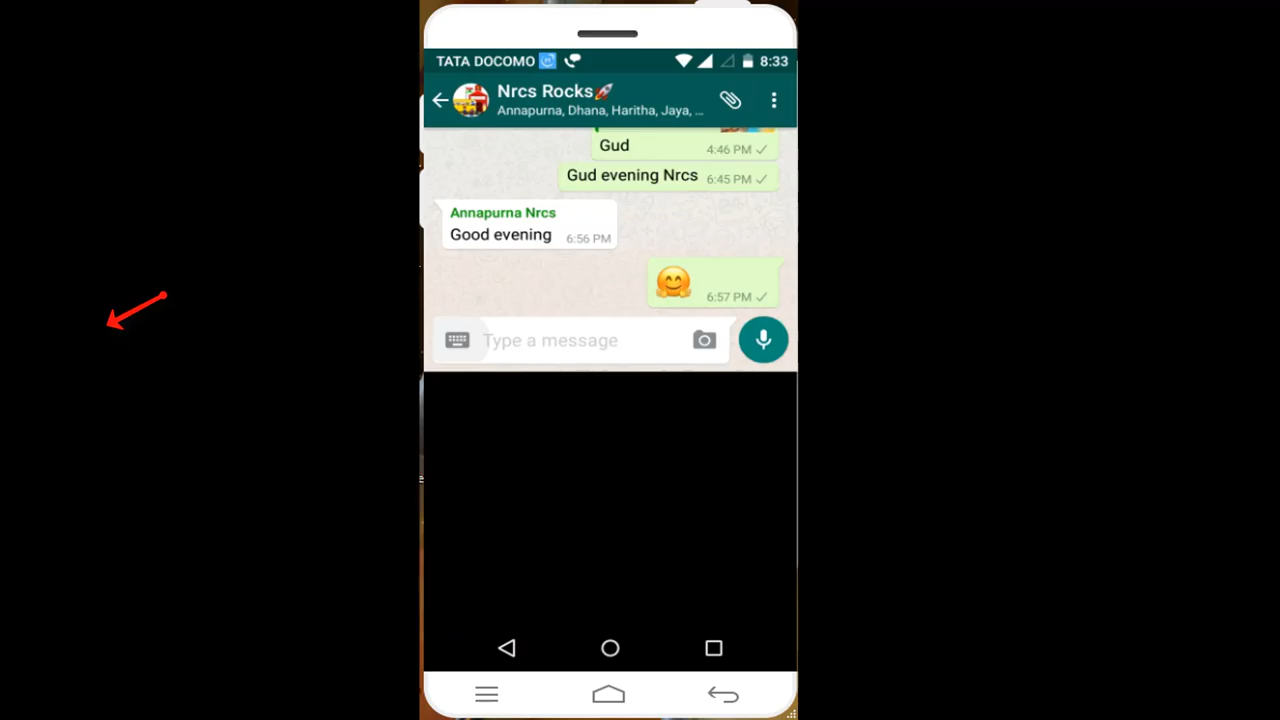 TATA DOCOMO 8:33
Nrcs Rocks🚀
Annapurna, Dhana, Haritha, Jaya, ...
Gud 4:46 PM
Gud evening Nrcs 6:45 PM
Annapurna Nrcs
Good evening 6:56 PM
🤗 6:57 PM
Type a message